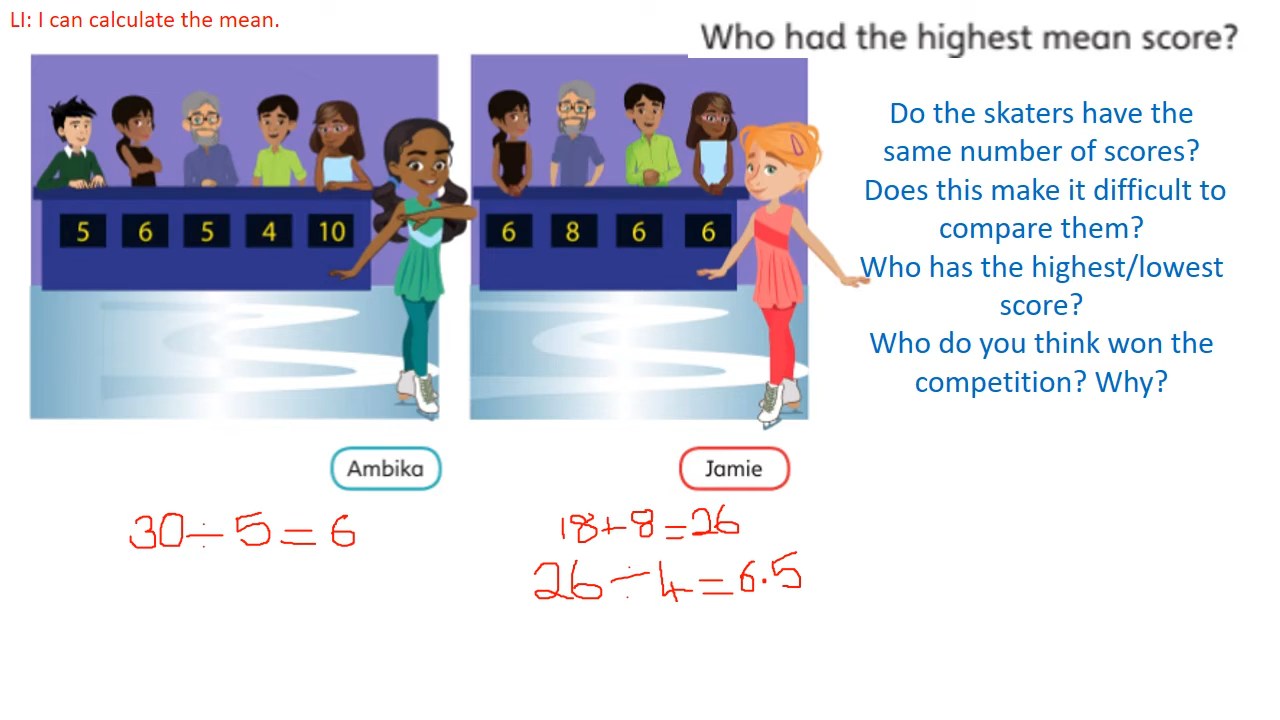 LI: I can calculate the mean.
Who had the highest mean score?
5 6 5 4 10
6 8 6 6
Do the skaters have the
same number of scores?
Does this make it difficult to
compare them?
Who has the highest/lowest
score?
Who do you think won the
competition? Why?
Ambika
Jamie
30÷5=6
18+8=26
26÷4=6.5